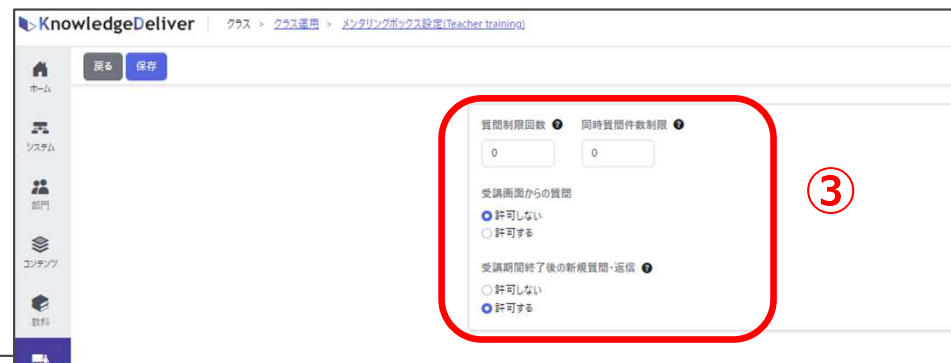 KnowledgeDeliver クラス > クラス運用 > メンタリングボックス設定(Teacher training)
戻る 保存
ホーム
システム
部門
コンテンツ
教科
質問制限回数 ? 同時質問件数制限 ?
0 0
受講画面からの質問
許可しない
許可する
受講期間終了後の新規質問・返信 ?
許可しない
許可する
③